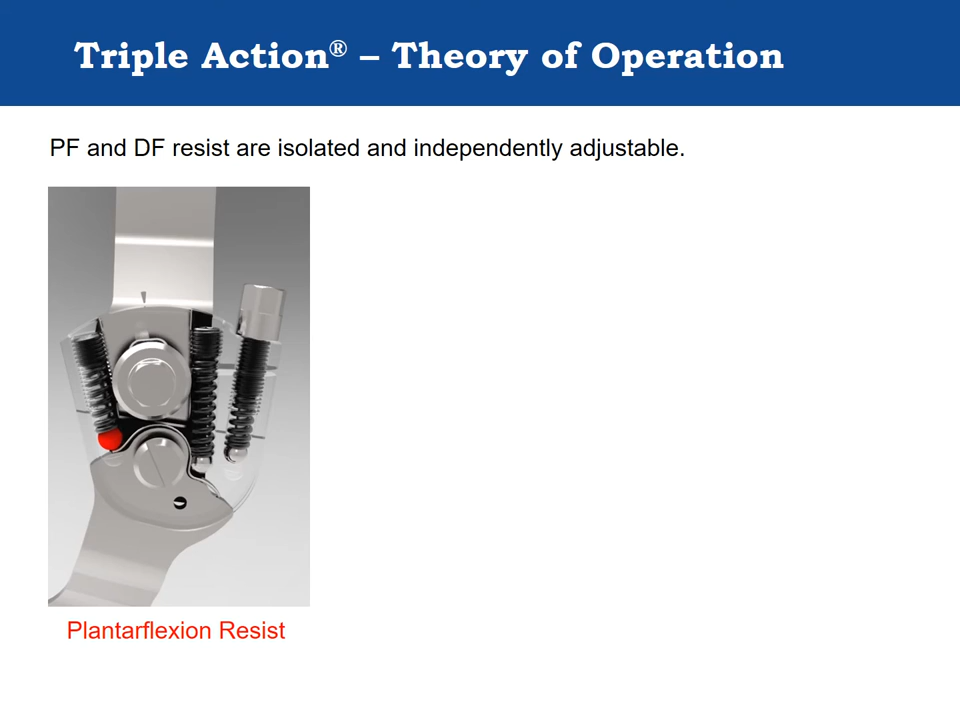 Triple Action® – Theory of Operation
PF and DF resist are isolated and independently adjustable.
Plantarflexion Resist